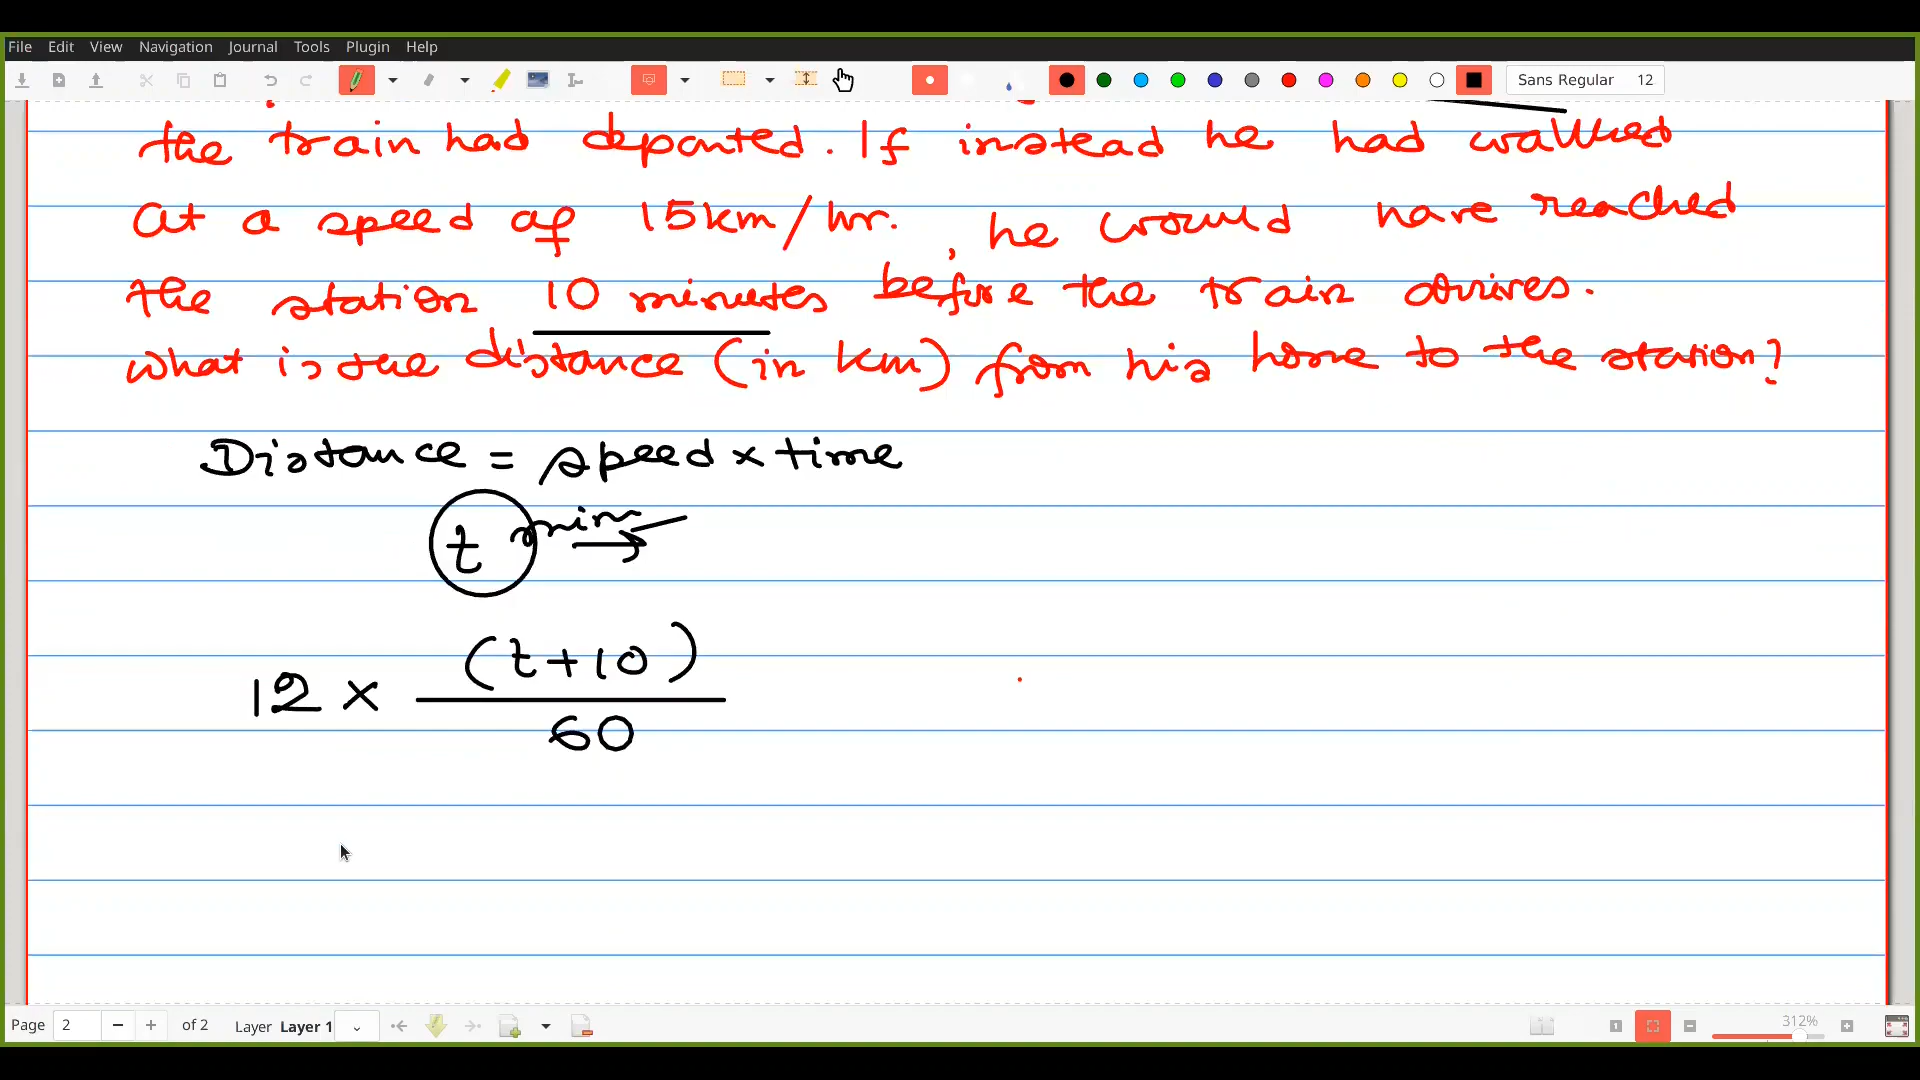 File Edit View Navigation Journal Tools Plugin Help
Sans Regular 12
the train had departed. If instead he had walked
at a speed of 15km/hr. , he would have reached
the station 10 minutes before the train arrives.
what is the distance (in km) from his home to the station?
Distance = speed × time
t min
12 × (t+10)
60
Page 2 of 2 Layer Layer 1
312%